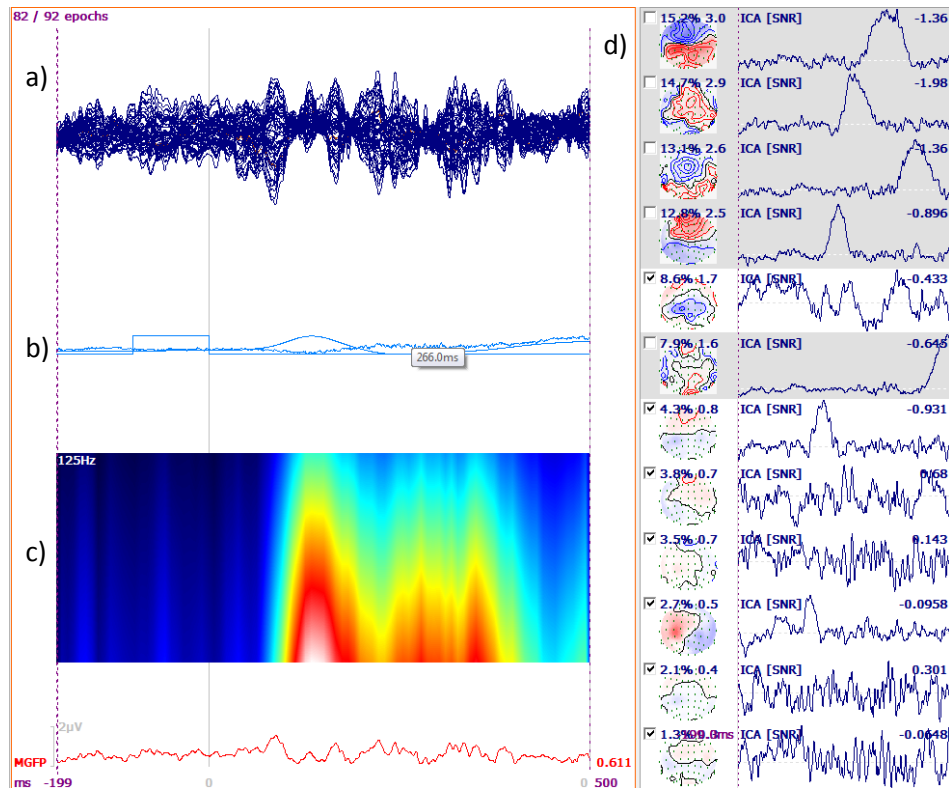 82 / 92 epochs
a)
b)
266.0ms
125Hz
c)
2µV
MGFP 0.611
ms -199 0 0 500
d)
15.2% 3.0 ICA [SNR] -1.36
14.7% 2.9 ICA [SNR] -1.98
13.1% 2.6 ICA [SNR] 1.36
12.8% 2.5 ICA [SNR] -0.896
8.6% 1.7 ICA [SNR] -0.433
7.9% 1.6 ICA [SNR] -0.645
4.3% 0.8 ICA [SNR] -0.931
3.8% 0.7 ICA [SNR] 0.68
3.5% 0.7 ICA [SNR] 0.143
2.7% 0.5 ICA [SNR] -0.0958
2.1% 0.4 ICA [SNR] 0.301
1.3% ICA [SNR] -0.0648